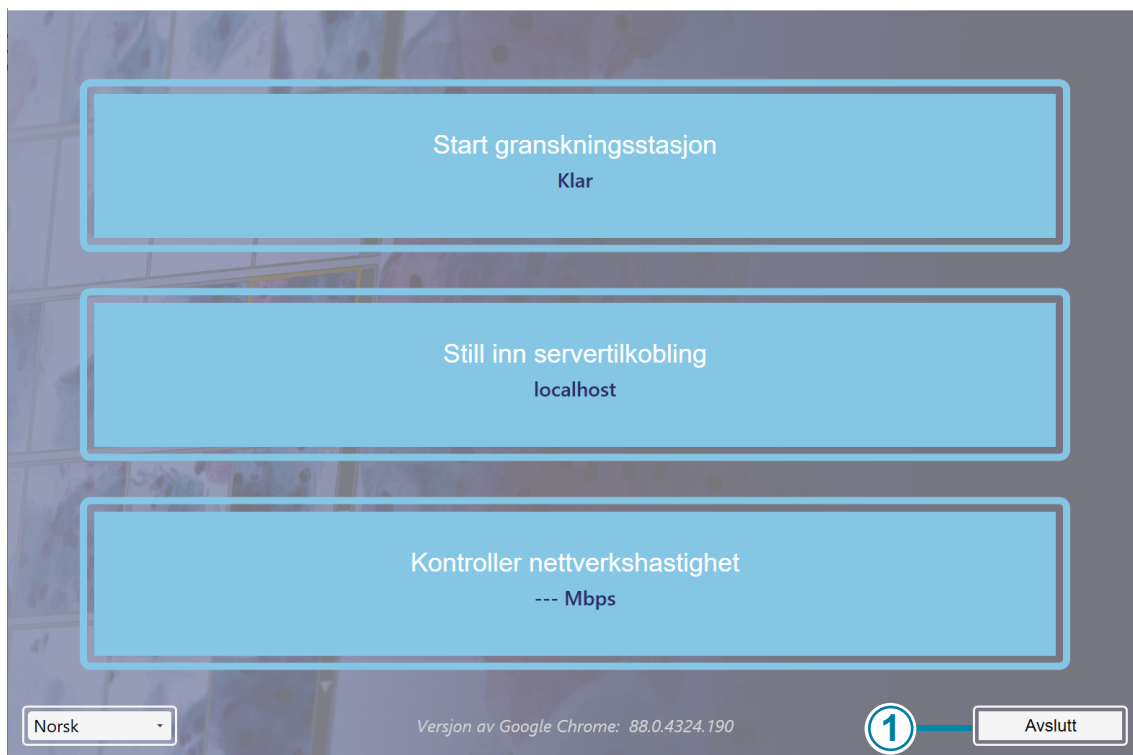 Start granskningsstasjon
Klar
Still inn servertilkobling
localhost
Kontroller nettverkshastighet
--- Mbps
Norsk
Versjon av Google Chrome: 88.0.4324.190
1
Avslutt